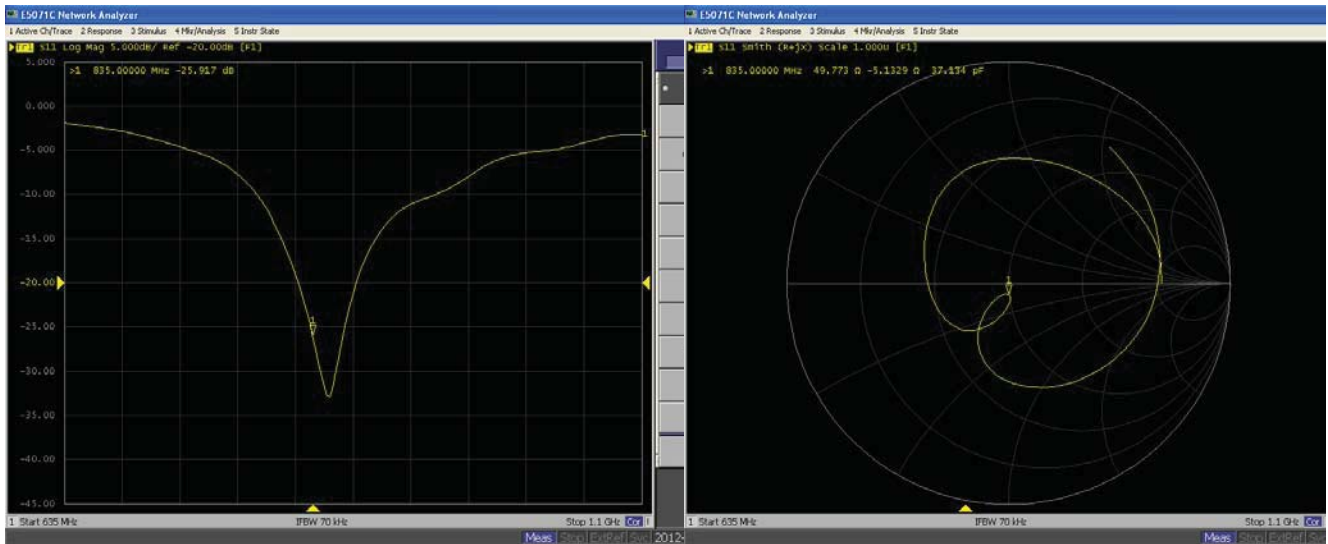 E5071C Network Analyzer
1 Active Ch/Trace 2 Response 3 Stimulus 4 Mkr/Analysis 5 Instr State
Tr1 S11 Log Mag 5.000dB/ Ref -20.00dB [F1]
5.000
>1 835.00000 MHz -25.917 dB
0.000
-5.000
-10.00
-15.00
-20.00
-25.00
-30.00
-35.00
-40.00
-45.00
1
1
1 Start 635 MHz IFBW 70 kHz Stop 1.1 GHz Cor !
Meas Stop ExtRef Svc 2012-
E5071C Network Analyzer
1 Active Ch/Trace 2 Response 3 Stimulus 4 Mkr/Analysis 5 Instr State
Tr1 S11 Smith (R+jX) Scale 1.000U [F1]
>1 835.00000 MHz 49.773 Ω -5.1329 Ω 37.134 pF
1
1 Start 635 MHz IFBW 70 kHz Stop 1.1 GHz Cor !
Meas Stop ExtRef Svc